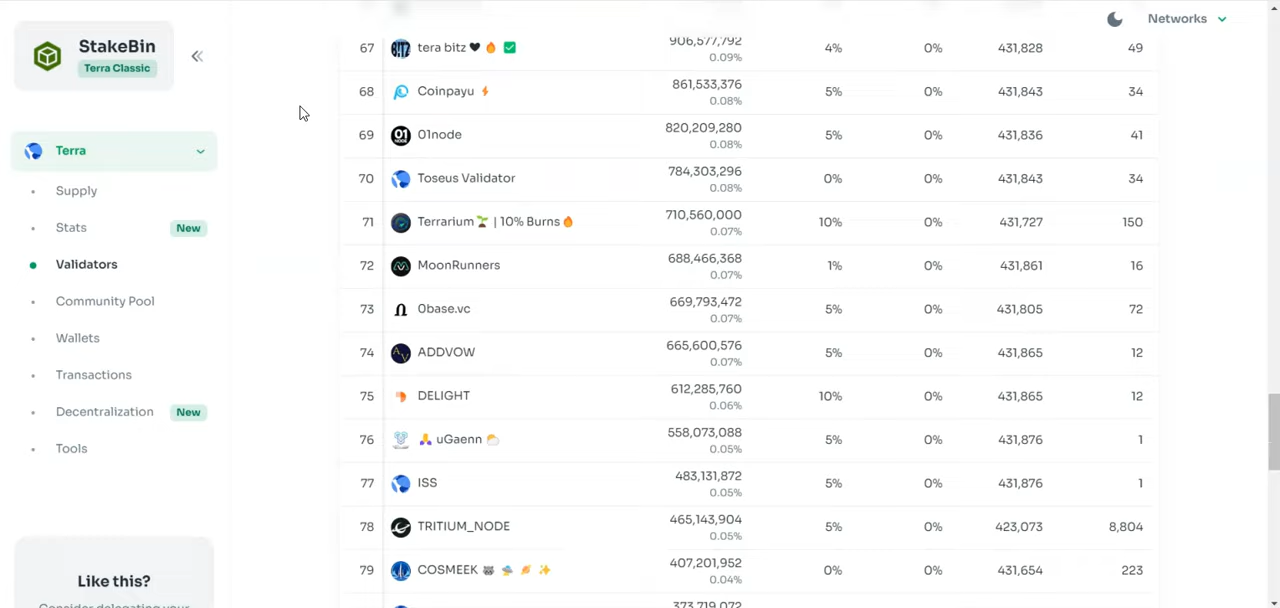 StakeBin
Terra Classic
Networks
Terra
Supply
Stats New
Validators
Community Pool
Wallets
Transactions
Decentralization New
Tools
Like this?
Consider delegating your
67 tera bitz 🖤 🔥 ✅ 906,577,792 4% 0% 431,828 49
0.09%
68 Coinpayu ⚡ 861,533,376 5% 0% 431,843 34
0.08%
69 01node 820,209,280 5% 0% 431,836 41
0.08%
70 Toseus Validator 784,303,296 0% 0% 431,843 34
0.08%
71 Terrarium🌱 | 10% Burns🔥 710,560,000 10% 0% 431,727 150
0.07%
72 MoonRunners 688,466,368 1% 0% 431,861 16
0.07%
73 0base.vc 669,793,472 5% 0% 431,805 72
0.07%
74 ADDVOW 665,600,576 5% 0% 431,865 12
0.07%
75 DELIGHT 612,285,760 10% 0% 431,865 12
0.06%
76 🙏 uGaenn 🌤 558,073,088 5% 0% 431,876 1
0.05%
77 ISS 483,131,872 5% 0% 431,876 1
0.05%
78 TRITIUM_NODE 465,143,904 5% 0% 423,073 8,804
0.05%
79 COSMEEK 🦝 🛸 🪐 ✨ 407,201,952 0% 0% 431,654 223
0.04%
373,719,072